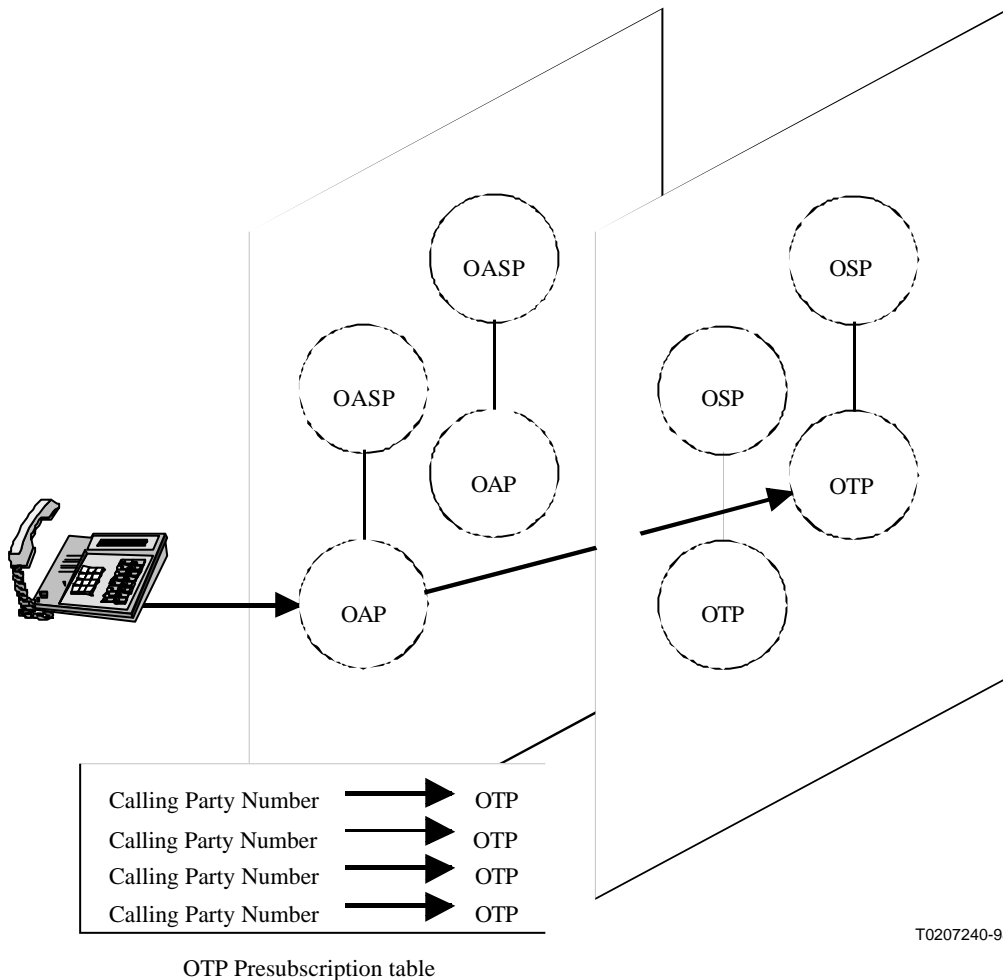 OASP
OSP
OASP
OSP
OAP
OTP
OAP
OTP
Calling Party Number OTP
Calling Party Number OTP
Calling Party Number OTP
Calling Party Number OTP
T0207240-9
OTP Presubscription table